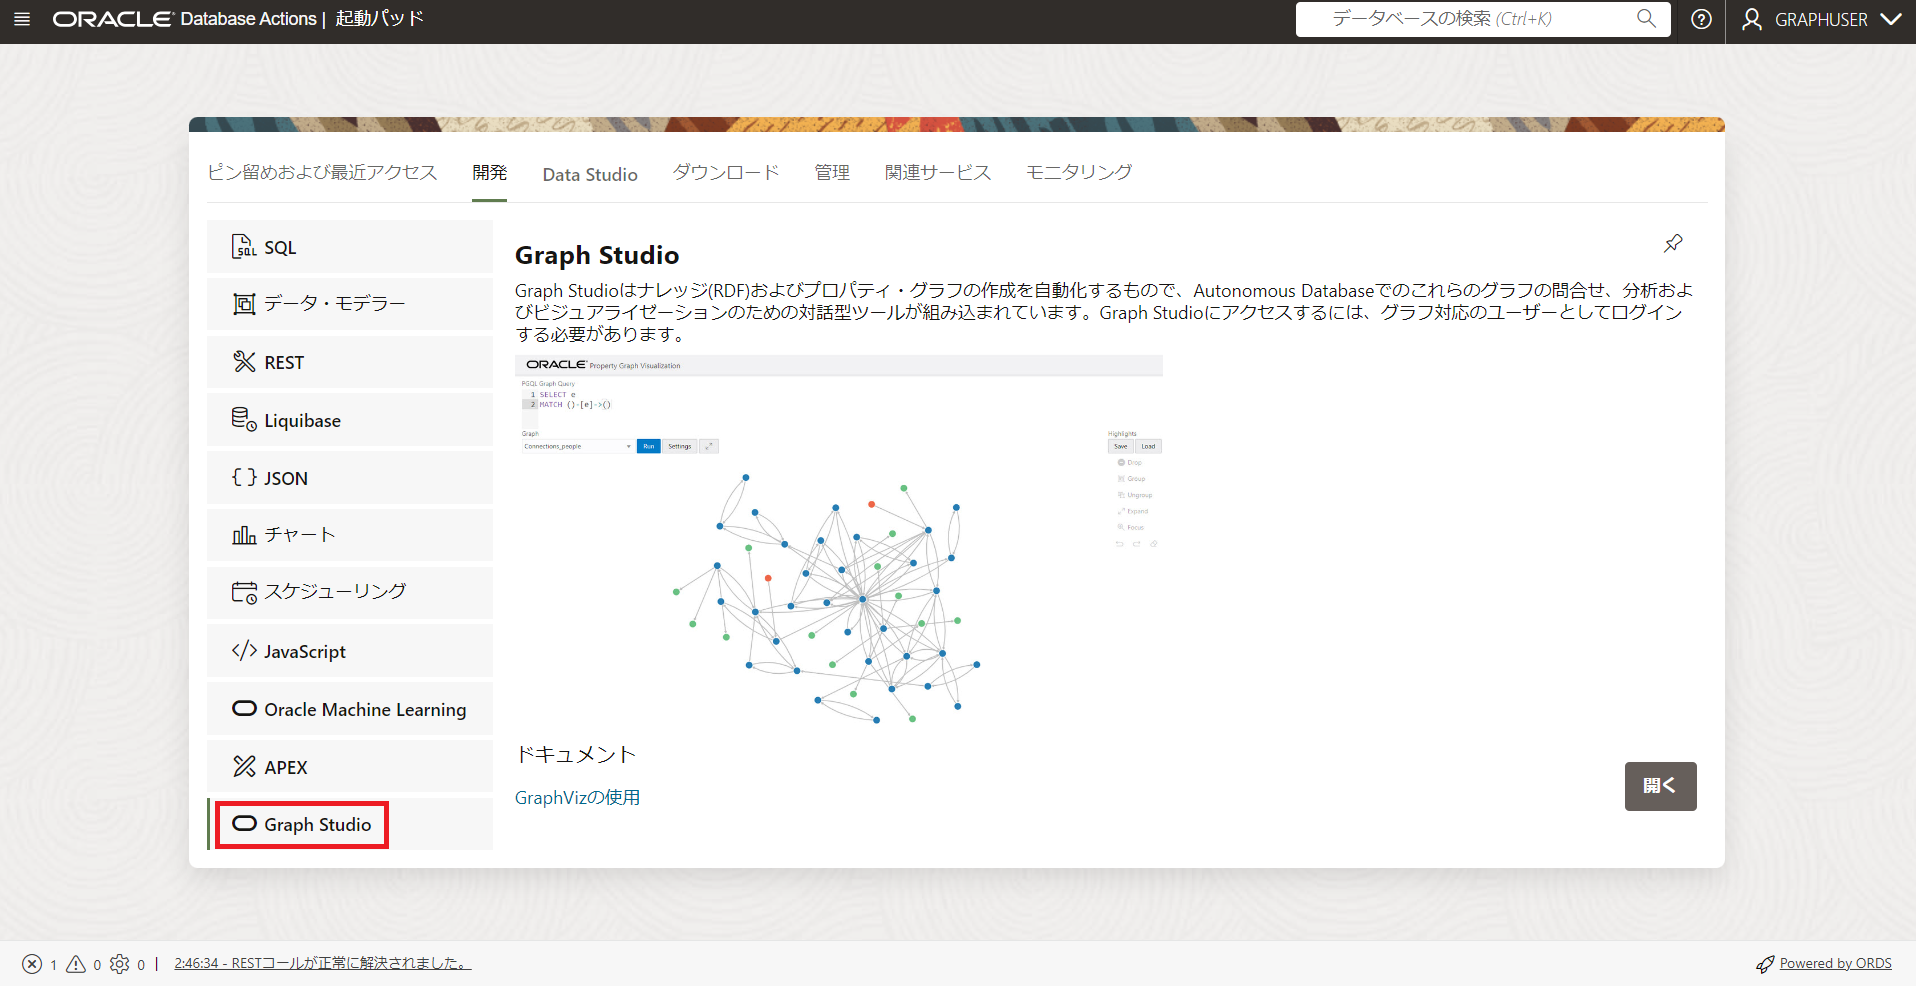 ORACLE Database Actions | 起動パッド
データベースの検索 (Ctrl+K)
GRAPHUSER
ピン留めおよび最近アクセス
開発
Data Studio
ダウンロード
管理
関連サービス
モニタリング
SQL
データ・モデラー
REST
Liquibase
JSON
チャート
スケジューリング
JavaScript
Oracle Machine Learning
APEX
Graph Studio
Graph Studio
Graph Studioはナレッジ(RDF)およびプロパティ・グラフの作成を自動化するもので、Autonomous Databaseでのこれらのグラフの問合せ、分析およ
びビジュアライゼーションのための対話型ツールが組み込まれています。Graph Studioにアクセスするには、グラフ対応のユーザーとしてログイン
する必要があります。
ORACLE Property Graph Visualization
PGQL Graph Query
1 SELECT e
2 MATCH ()-[e]->()
Graph
Connections_people
Run
Settings
Highlights
Save
Load
Drop
Group
Ungroup
Expand
Focus
ドキュメント
GraphVizの使用
開く
1
0
0
2:46:34 - RESTコールが正常に解決されました。
Powered by ORDS